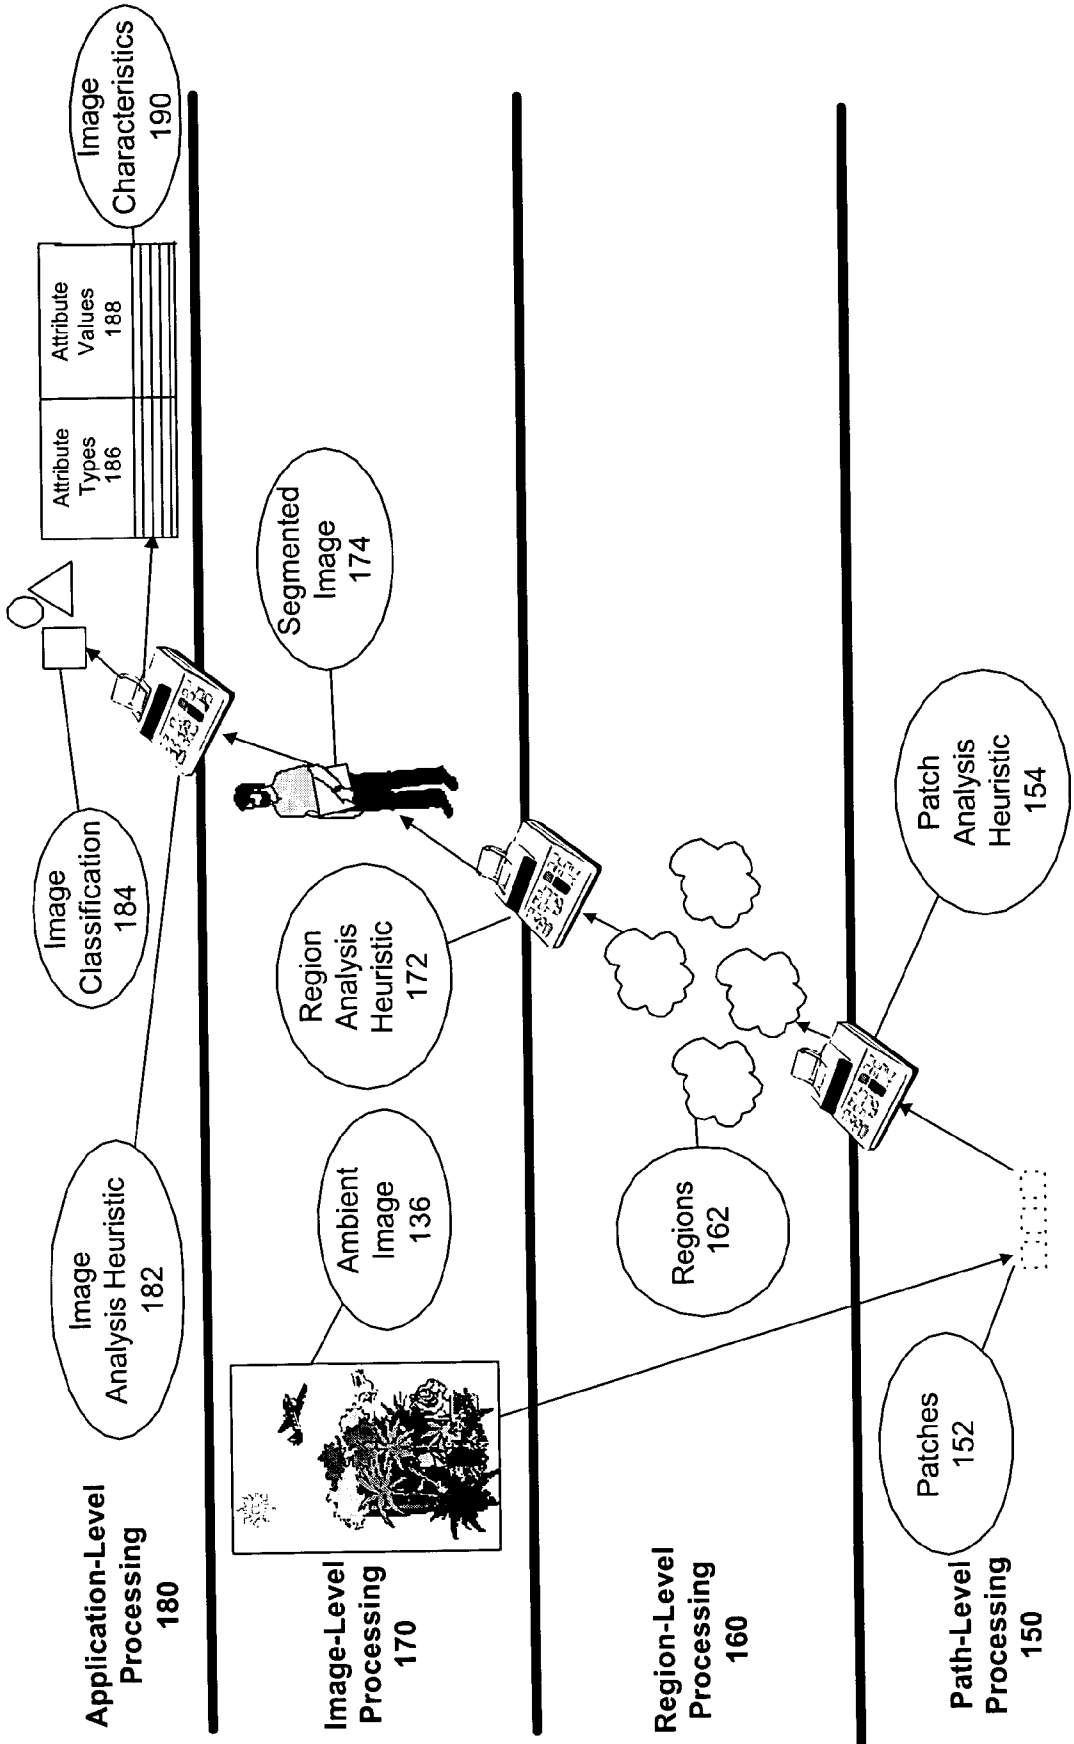 Application-Level
Processing
180
Image
Analysis Heuristic
182
Image
Classification
184
Attribute
Types
186
Attribute
Values
188
Image
Characteristics
190
Image-Level
Processing
170
Ambient
Image
136
Region
Analysis
Heuristic
172
Segmented
Image
174
Region-Level
Processing
160
Regions
162
Path-Level
Processing
150
Patches
152
Patch
Analysis
Heuristic
154